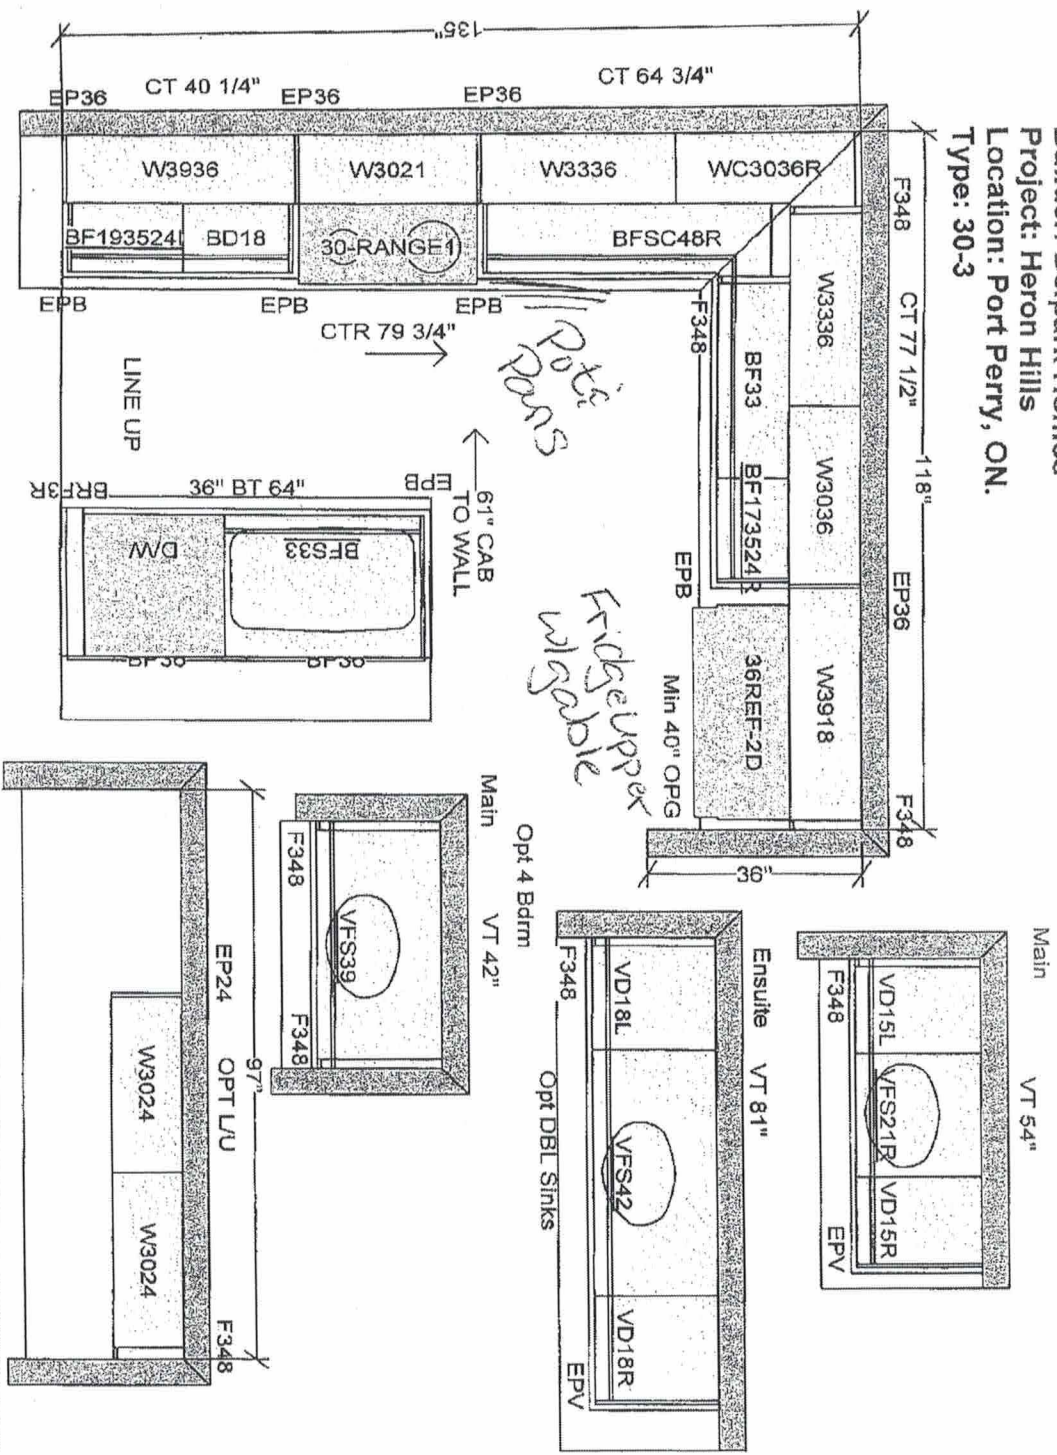 Project: Heron Hills
Location: Port Perry, ON.
Type: 30-3
135"
CT 40 1/4"
CT 64 3/4"
EP36
EP36
EP36
W3936
W3021
W3336
WC3036R
BF193524L
BD18
30-RANGE1
BFSC48R
EPB
EPB
EPB
F348
CT 77 1/2"
118"
EP36
F348
W3336
W3036
W3918
F348
BF33
BF173524R
EPB
36REF-2D
Min 40" OPG
36"
CTR 79 3/4"
LINE UP
Pot &
Pans
Fridge upper
w/gable
61" CAB
TO WALL
EPB
36" BT 64"
BRF3R
D/W
BFS33
EP36
EP36
Main
VT 54"
VD15L
VFS21R
VD15R
F348
EPV
Ensuite
VT 81"
VD18L
VFS42
VD18R
F348
EPV
Opt DBL Sinks
Opt 4 Bdrm
Main
VT 42"
VFS39
F348
F348
97"
EP24
OPT L/U
F348
W3024
W3024